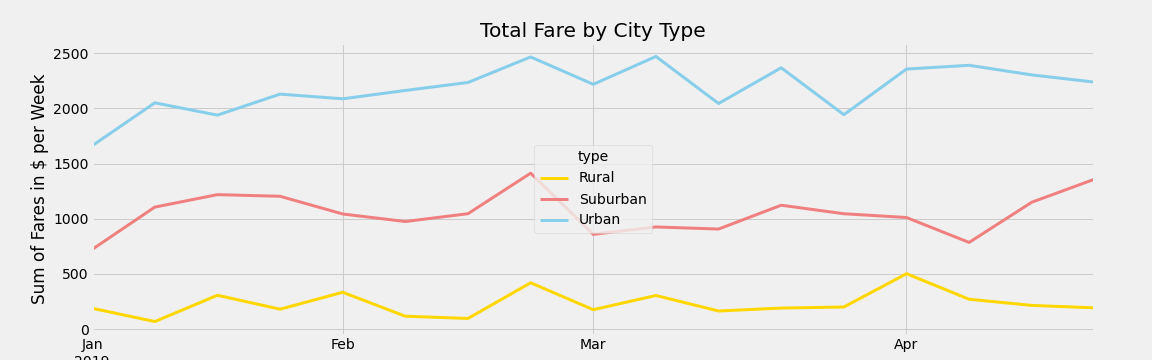 Total Fare by City Type
Sum of Fares in $ per Week
2500
2000
1500
1000
500
0
type
Rural
Suburban
Urban
Jan
Feb
Mar
Apr